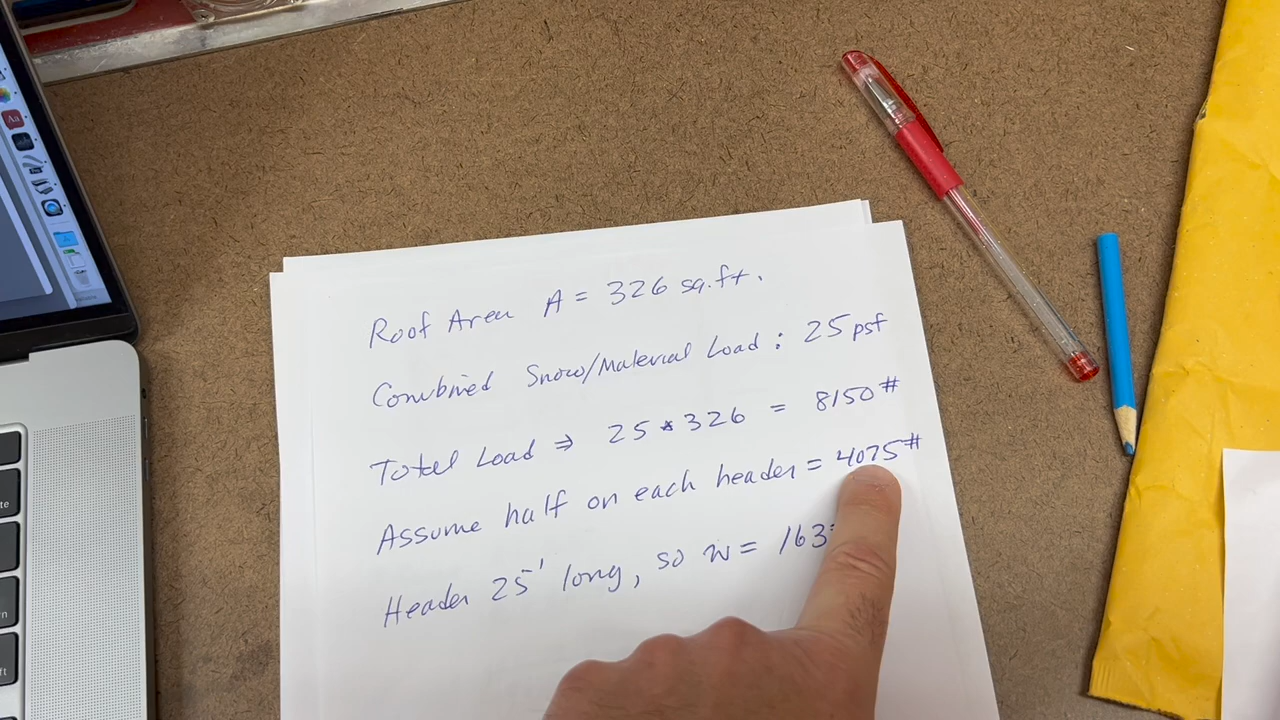 Roof Area A = 326 sq.ft.
Combined Snow/Material Load : 25 psf
Total Load ⇒ 25 * 326 = 8150 #
Assume half on each header = 4075 #
Header 25' long, so w = 163